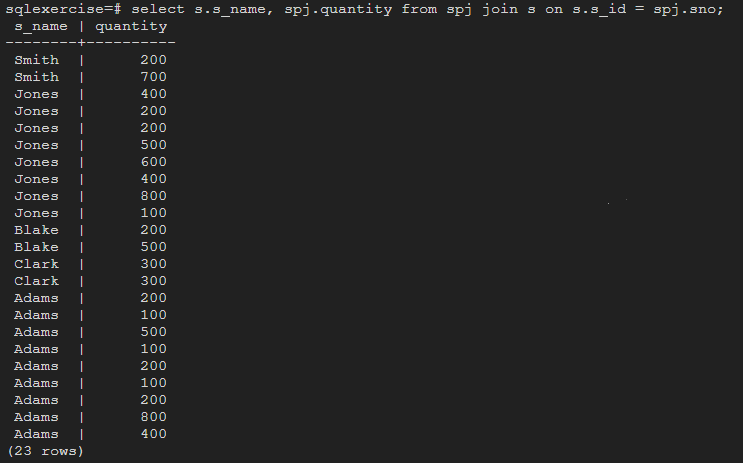 sqlexercise=# select s.s_name, spj.quantity from spj join s on s.s_id = spj.sno;
 s_name | quantity
--------+----------
 Smith  |      200
 Smith  |      700
 Jones  |      400
 Jones  |      200
 Jones  |      200
 Jones  |      500
 Jones  |      600
 Jones  |      400
 Jones  |      800
 Jones  |      100
 Blake  |      200
 Blake  |      500
 Clark  |      300
 Clark  |      300
 Adams  |      200
 Adams  |      100
 Adams  |      500
 Adams  |      100
 Adams  |      200
 Adams  |      100
 Adams  |      200
 Adams  |      800
 Adams  |      400
(23 rows)